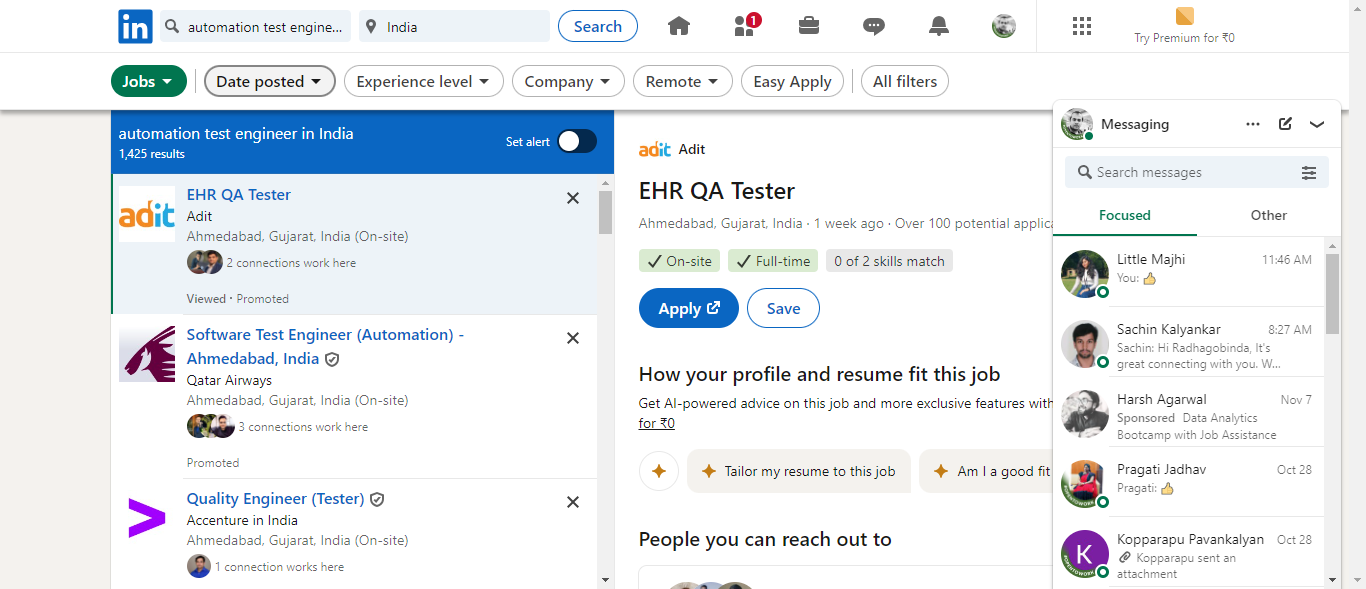 in
automation test engine...
India
Search
1
Try Premium for ₹0
Jobs
Date posted
Experience level
Company
Remote
Easy Apply
All filters
automation test engineer in India
1,425 results
Set alert
adit
EHR QA Tester
Adit
Ahmedabad, Gujarat, India (On-site)
2 connections work here
Viewed · Promoted
Software Test Engineer (Automation) -
Ahmedabad, India
Qatar Airways
Ahmedabad, Gujarat, India (On-site)
3 connections work here
Promoted
Quality Engineer (Tester)
Accenture in India
Ahmedabad, Gujarat, India (On-site)
1 connection works here
adit Adit
EHR QA Tester
Ahmedabad, Gujarat, India · 1 week ago · Over 100 potential applica
On-site
Full-time
0 of 2 skills match
Apply
Save
How your profile and resume fit this job
Get AI-powered advice on this job and more exclusive features with
for ₹0
Tailor my resume to this job
Am I a good fit
People you can reach out to
Messaging
Search messages
Focused
Other
Little Majhi 11:46 AM
You: 👍
Sachin Kalyankar 8:27 AM
Sachin: Hi Radhagobinda, It's
great connecting with you. W...
Harsh Agarwal Nov 7
Sponsored Data Analytics
Bootcamp with Job Assistance
Pragati Jadhav Oct 28
Pragati: 👍
K
Kopparapu Pavankalyan Oct 28
Kopparapu sent an
attachment